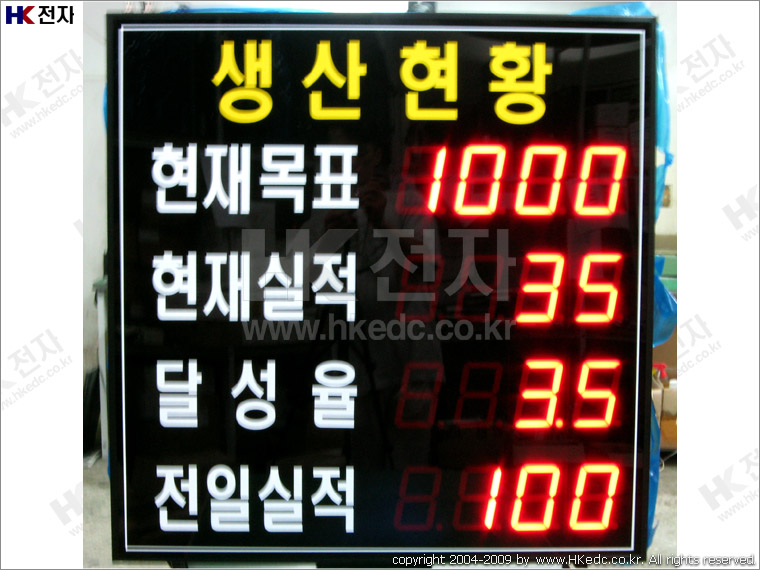 HK 전자
생산현황
현재목표 1000
현재실적 35
달성율 3.5
전일실적 100
HK전자
www.hkedc.co.kr
copyright 2004-2009 by www.HKedc.co.kr. All rights reserved.